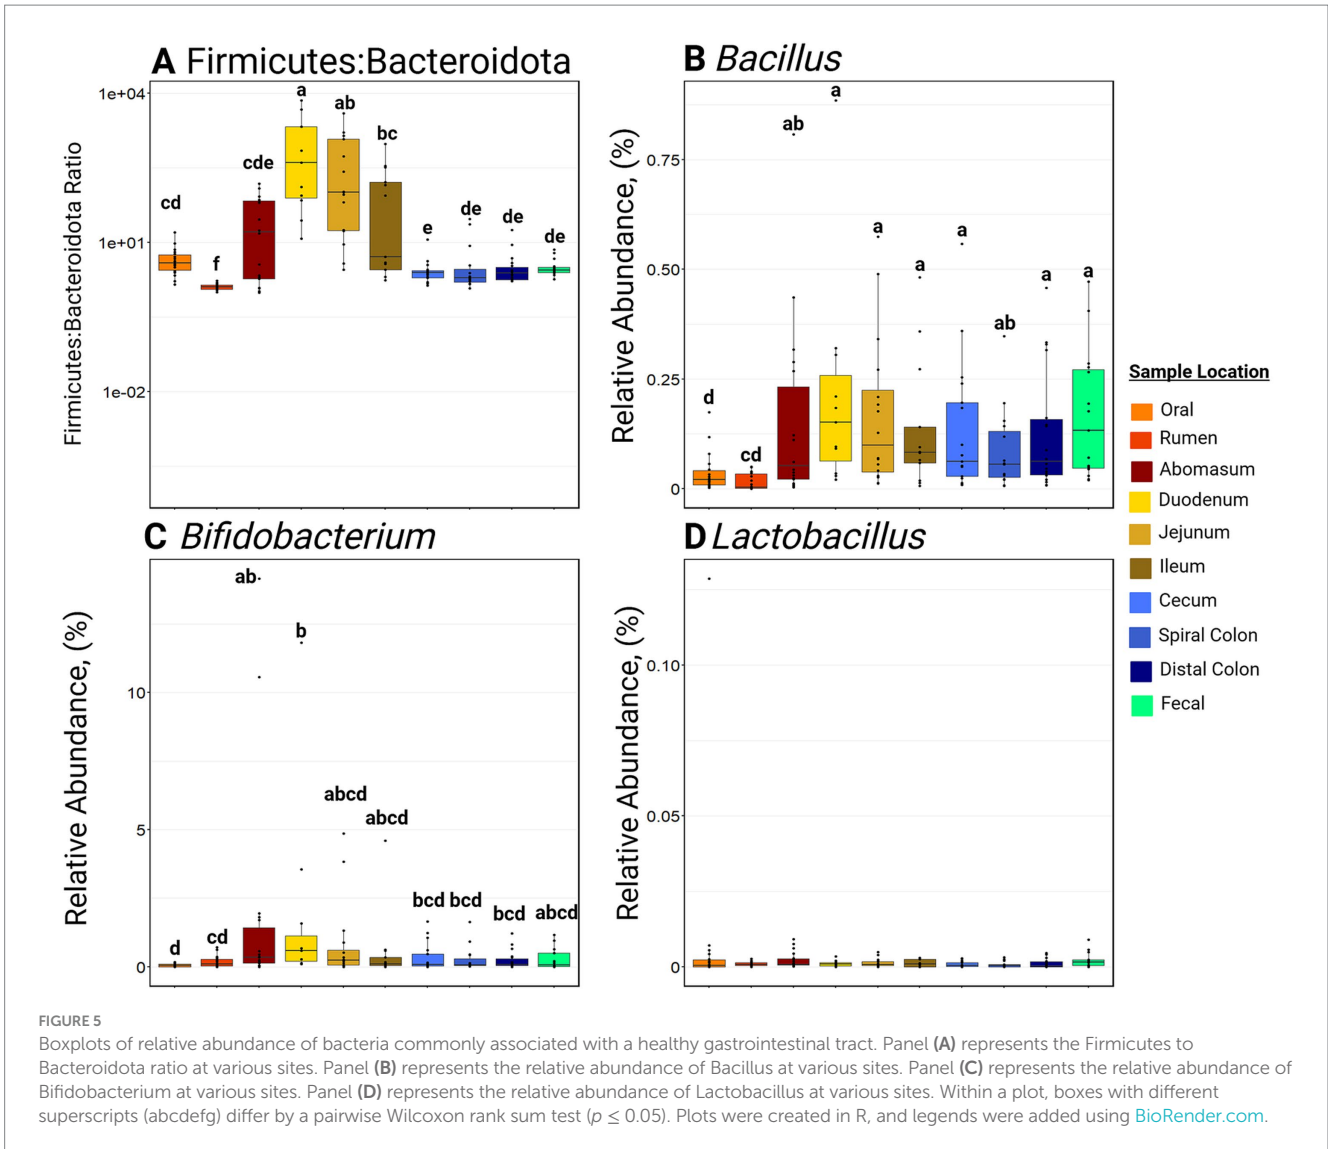 A Firmicutes:Bacteroidota
Firmicutes:Bacteroidota Ratio
1e+04
1e+01
1e-02
cd
f
cde
a
ab
bc
e
de
de
de
B Bacillus
Relative Abundance, (%)
0.75
0.50
0.25
0
d
cd
ab
a
a
a
a
ab
a
a
C Bifidobacterium
Relative Abundance, (%)
10
5
0
d
cd
ab
b
abcd
abcd
bcd
bcd
bcd
abcd
D Lactobacillus
Relative Abundance, (%)
0.10
0.05
0
Sample Location
Oral
Rumen
Abomasum
Duodenum
Jejunum
Ileum
Cecum
Spiral Colon
Distal Colon
Fecal
FIGURE 5
Boxplots of relative abundance of bacteria commonly associated with a healthy gastrointestinal tract. Panel (A) represents the Firmicutes to
Bacteroidota ratio at various sites. Panel (B) represents the relative abundance of Bacillus at various sites. Panel (C) represents the relative abundance of
Bifidobacterium at various sites. Panel (D) represents the relative abundance of Lactobacillus at various sites. Within a plot, boxes with different
superscripts (abcdefg) differ by a pairwise Wilcoxon rank sum test (p ≤ 0.05). Plots were created in R, and legends were added using BioRender.com.